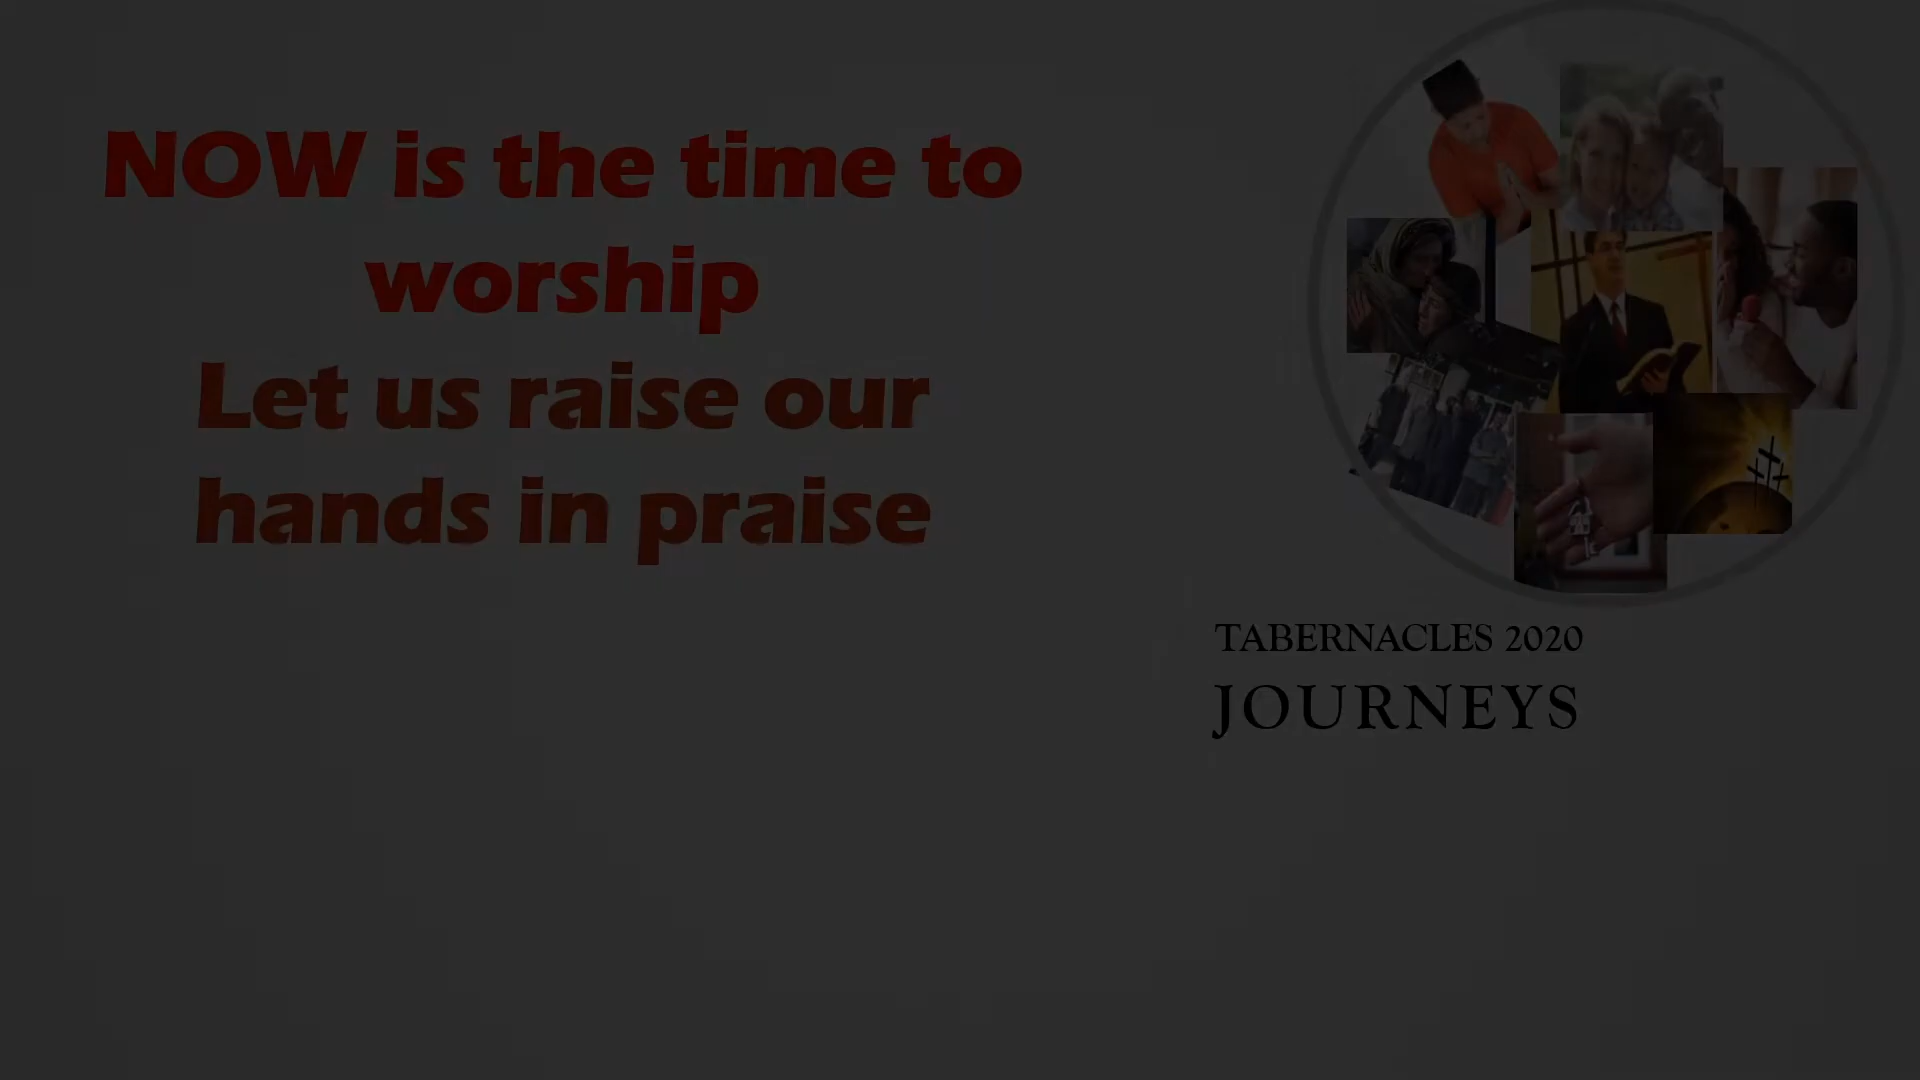 NOW is the time to
worship
Let us raise our
hands in praise
TABERNACLES 2020
JOURNEYS